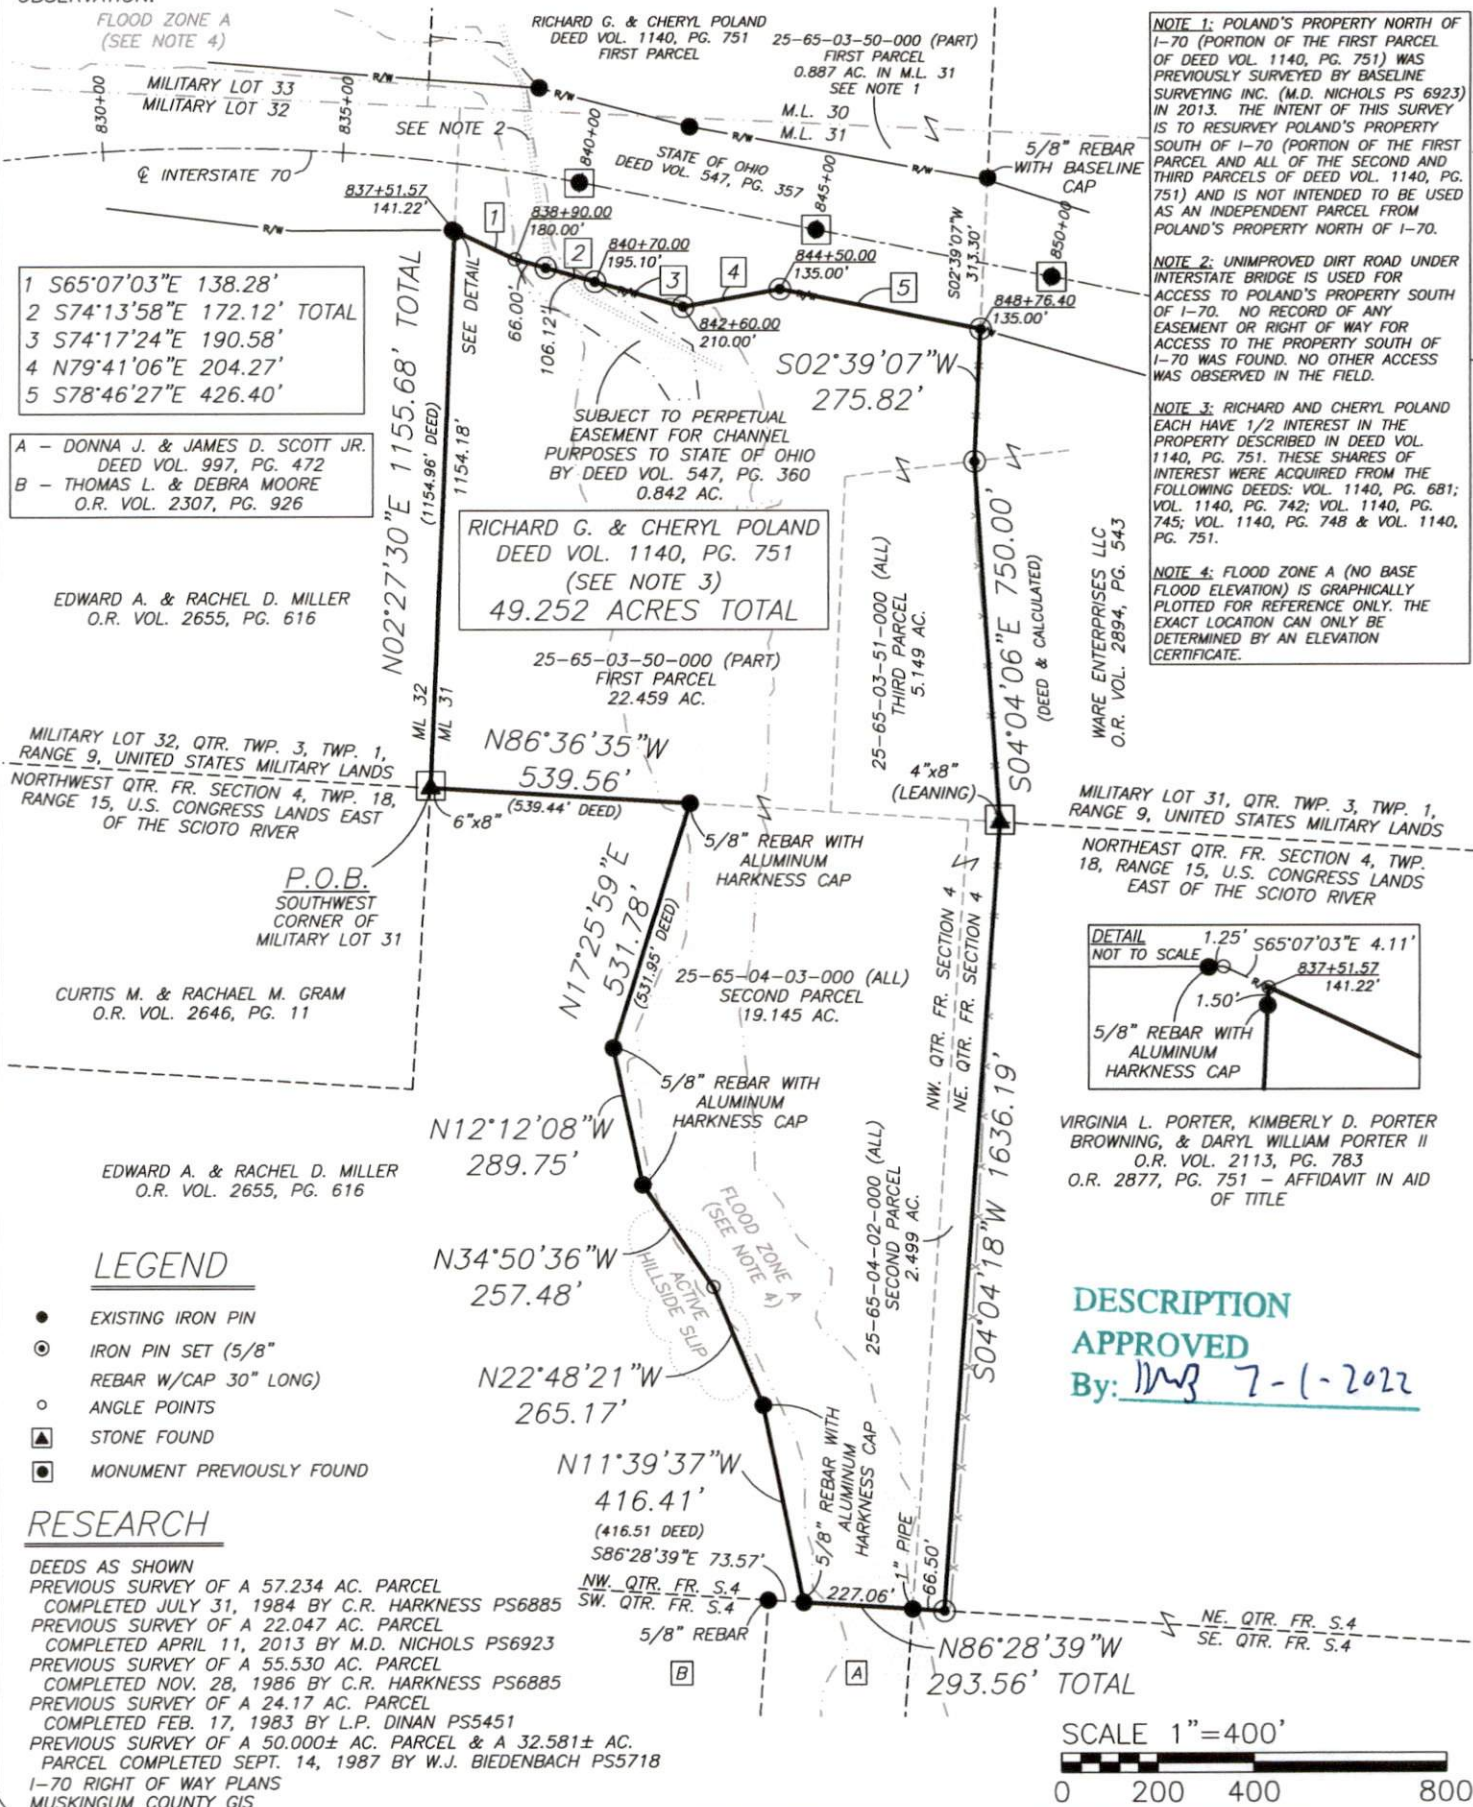 FLOOD ZONE A
(SEE NOTE 4)
RICHARD G. & CHERYL POLAND
DEED VOL. 1140, PG. 751
FIRST PARCEL
25-65-03-50-000 (PART)
FIRST PARCEL
0.887 AC. IN M.L. 31
SEE NOTE 1
MILITARY LOT 33
MILITARY LOT 32
830+00
835+00
R/W
SEE NOTE 2
R/W
840+00
R/W
M.L. 30
M.L. 31
STATE OF OHIO
DEED VOL. 547, PG. 357
845+00
R/W
5/8" REBAR
WITH BASELINE
CAP
℄ INTERSTATE 70
837+51.57
141.22'
R/W
1
838+90.00
180.00'
2
840+70.00
195.10'
R/W
3
4
844+50.00
135.00'
R/W
5
S02°39'07"W
313.30'
850+00
848+76.40
135.00'
842+60.00
210.00'
SEE DETAIL
66.00'
106.12'
1 S65°07'03"E 138.28'
2 S74°13'58"E 172.12' TOTAL
3 S74°17'24"E 190.58'
4 N79°41'06"E 204.27'
5 S78°46'27"E 426.40'
A – DONNA J. & JAMES D. SCOTT JR.
DEED VOL. 997, PG. 472
B – THOMAS L. & DEBRA MOORE
O.R. VOL. 2307, PG. 926
N02°27'30"E 1155.68' TOTAL
(1154.96' DEED)
1154.18'
S02°39'07"W
275.82'
SUBJECT TO PERPETUAL
EASEMENT FOR CHANNEL
PURPOSES TO STATE OF OHIO
BY DEED VOL. 547, PG. 360
0.842 AC.
RICHARD G. & CHERYL POLAND
DEED VOL. 1140, PG. 751
(SEE NOTE 3)
49.252 ACRES TOTAL
25-65-03-50-000 (PART)
FIRST PARCEL
22.459 AC.
25-65-03-51-000 (ALL)
THIRD PARCEL
5.149 AC.
S04°04'06"E 750.00'
(DEED & CALCULATED)
WARE ENTERPRISES LLC
O.R. VOL. 2894, PG. 543
NOTE 1: POLAND'S PROPERTY NORTH OF
I-70 (PORTION OF THE FIRST PARCEL
OF DEED VOL. 1140, PG. 751) WAS
PREVIOUSLY SURVEYED BY BASELINE
SURVEYING INC. (M.D. NICHOLS PS 6923)
IN 2013. THE INTENT OF THIS SURVEY
IS TO RESURVEY POLAND'S PROPERTY
SOUTH OF I-70 (PORTION OF THE FIRST
PARCEL AND ALL OF THE SECOND AND
THIRD PARCELS OF DEED VOL. 1140, PG.
751) AND IS NOT INTENDED TO BE USED
AS AN INDEPENDENT PARCEL FROM
POLAND'S PROPERTY NORTH OF I-70.
NOTE 2: UNIMPROVED DIRT ROAD UNDER
INTERSTATE BRIDGE IS USED FOR
ACCESS TO POLAND'S PROPERTY SOUTH
OF I-70. NO RECORD OF ANY
EASEMENT OR RIGHT OF WAY FOR
ACCESS TO THE PROPERTY SOUTH OF
I-70 WAS FOUND. NO OTHER ACCESS
WAS OBSERVED IN THE FIELD.
NOTE 3: RICHARD AND CHERYL POLAND
EACH HAVE 1/2 INTEREST IN THE
PROPERTY DESCRIBED IN DEED VOL.
1140, PG. 751. THESE SHARES OF
INTEREST WERE ACQUIRED FROM THE
FOLLOWING DEEDS: VOL. 1140, PG. 681;
VOL. 1140, PG. 742; VOL. 1140, PG.
745; VOL. 1140, PG. 748 & VOL. 1140,
PG. 751.
NOTE 4: FLOOD ZONE A (NO BASE
FLOOD ELEVATION) IS GRAPHICALLY
PLOTTED FOR REFERENCE ONLY. THE
EXACT LOCATION CAN ONLY BE
DETERMINED BY AN ELEVATION
CERTIFICATE.
EDWARD A. & RACHEL D. MILLER
O.R. VOL. 2655, PG. 616
ML 32
ML 31
MILITARY LOT 32, QTR. TWP. 3, TWP. 1,
RANGE 9, UNITED STATES MILITARY LANDS
NORTHWEST QTR. FR. SECTION 4, TWP. 18,
RANGE 15, U.S. CONGRESS LANDS EAST
OF THE SCIOTO RIVER
N86°36'35"W
539.56'
(539.44' DEED)
6"x8"
4"x8"
(LEANING)
MILITARY LOT 31, QTR. TWP. 3, TWP. 1,
RANGE 9, UNITED STATES MILITARY LANDS
NORTHEAST QTR. FR. SECTION 4, TWP.
18, RANGE 15, U.S. CONGRESS LANDS
EAST OF THE SCIOTO RIVER
5/8" REBAR WITH
ALUMINUM
HARKNESS CAP
P.O.B.
SOUTHWEST
CORNER OF
MILITARY LOT 31
N17°25'59"E
531.78'
(531.95' DEED)
25-65-04-03-000 (ALL)
SECOND PARCEL
19.145 AC.
NW. QTR. FR. SECTION 4
NE. QTR. FR. SECTION 4
DETAIL
NOT TO SCALE
1.25'
S65°07'03"E 4.11'
837+51.57
141.22'
R/W
1.50'
5/8" REBAR WITH
ALUMINUM
HARKNESS CAP
CURTIS M. & RACHAEL M. GRAM
O.R. VOL. 2646, PG. 11
5/8" REBAR WITH
ALUMINUM
HARKNESS CAP
N12°12'08"W
289.75'
S04°04'18"W 1636.19'
VIRGINIA L. PORTER, KIMBERLY D. PORTER
BROWNING, & DARYL WILLIAM PORTER II
O.R. VOL. 2113, PG. 783
O.R. 2877, PG. 751 – AFFIDAVIT IN AID
OF TITLE
EDWARD A. & RACHEL D. MILLER
O.R. VOL. 2655, PG. 616
25-65-04-02-000 (ALL)
SECOND PARCEL
2.499 AC.
FLOOD ZONE A
(SEE NOTE 4)
ACTIVE
HILLSIDE SLIP
N34°50'36"W
257.48'
N22°48'21"W
265.17'
LEGEND
EXISTING IRON PIN
IRON PIN SET (5/8"
REBAR W/CAP 30" LONG)
ANGLE POINTS
STONE FOUND
MONUMENT PREVIOUSLY FOUND
DESCRIPTION
APPROVED
By: 7-1-2022
N11°39'37"W
416.41'
(416.51 DEED)
5/8" REBAR WITH
ALUMINUM
HARKNESS CAP
1" PIPE
66.50'
S86°28'39"E 73.57'
NW. QTR. FR. S.4
SW. QTR. FR. S.4
227.06'
5/8" REBAR
B
A
N86°28'39"W
293.56' TOTAL
NE. QTR. FR. S.4
SE. QTR. FR. S.4
RESEARCH
DEEDS AS SHOWN
PREVIOUS SURVEY OF A 57.234 AC. PARCEL
COMPLETED JULY 31, 1984 BY C.R. HARKNESS PS6885
PREVIOUS SURVEY OF A 22.047 AC. PARCEL
COMPLETED APRIL 11, 2013 BY M.D. NICHOLS PS6923
PREVIOUS SURVEY OF A 55.530 AC. PARCEL
COMPLETED NOV. 28, 1986 BY C.R. HARKNESS PS6885
PREVIOUS SURVEY OF A 24.17 AC. PARCEL
COMPLETED FEB. 17, 1983 BY L.P. DINAN PS5451
PREVIOUS SURVEY OF A 50.000± AC. PARCEL & A 32.581± AC.
PARCEL COMPLETED SEPT. 14, 1987 BY W.J. BIEDENBACH PS5718
I-70 RIGHT OF WAY PLANS
MUSKINGUM COUNTY GIS
SCALE 1"=400'
0 200 400 800